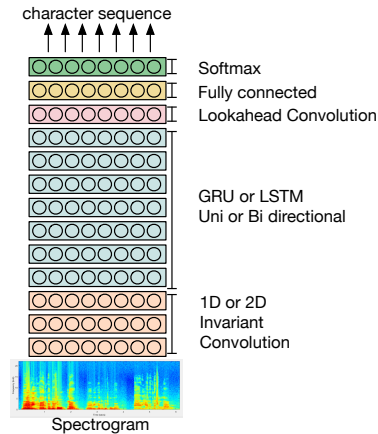 character sequence
Softmax
Fully connected
Lookahead Convolution
GRU or LSTM
Uni or Bi directional
1D or 2D
Invariant
Convolution
Spectrogram